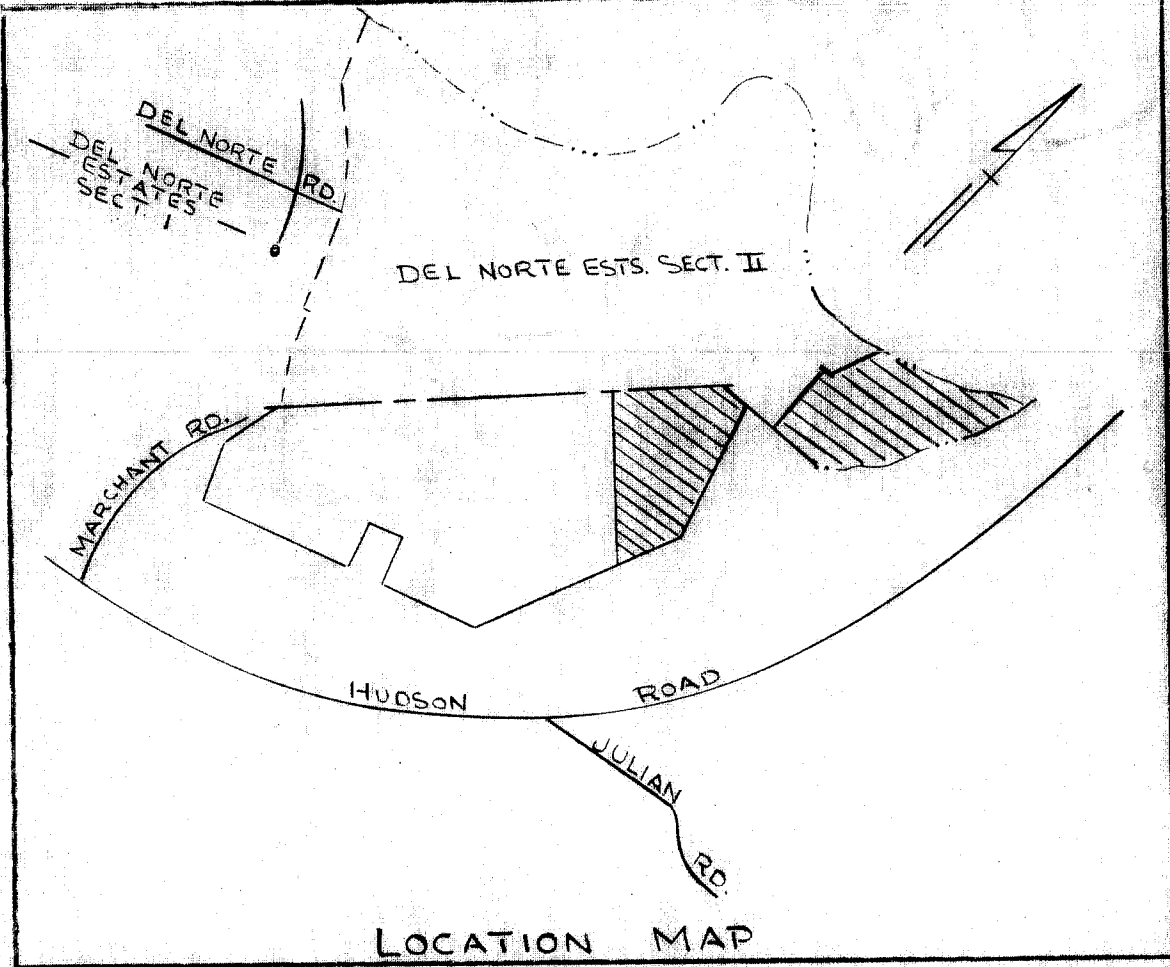 DEL NORTE RD.
DEL NORTE
ESTATES
SECT. I
DEL NORTE ESTS. SECT. II
MARCHANT RD.
HUDSON ROAD
JULIAN RD.
LOCATION MAP